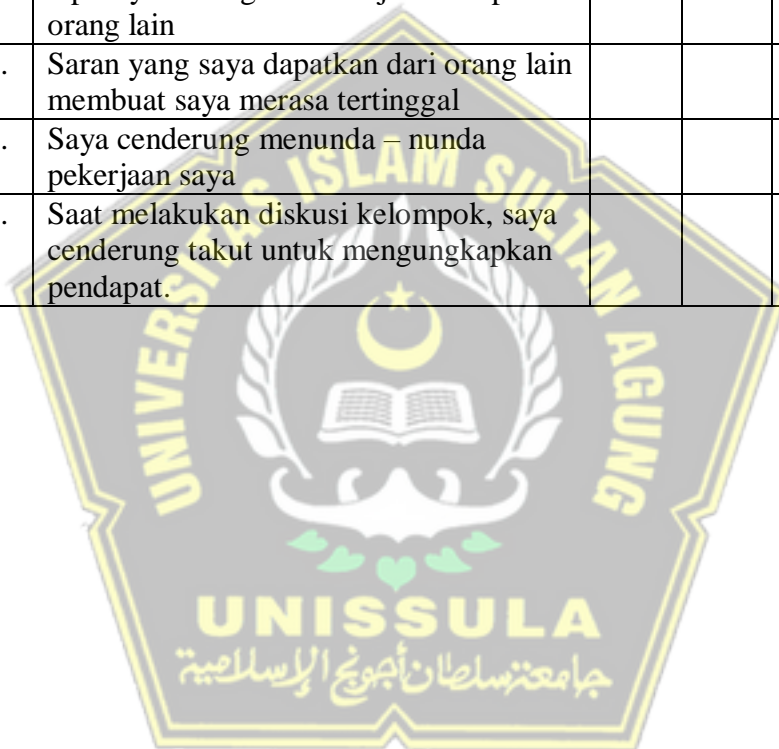 orang lain
. Saran yang saya dapatkan dari orang lain
membuat saya merasa tertinggal
. Saya cenderung menunda – nunda
pekerjaan saya
. Saat melakukan diskusi kelompok, saya
cenderung takut untuk mengungkapkan
pendapat.
UNIVERSITAS ISLAM SULTAN AGUNG
UNISSULA
جامعة سلطان أجونج الإسلامية